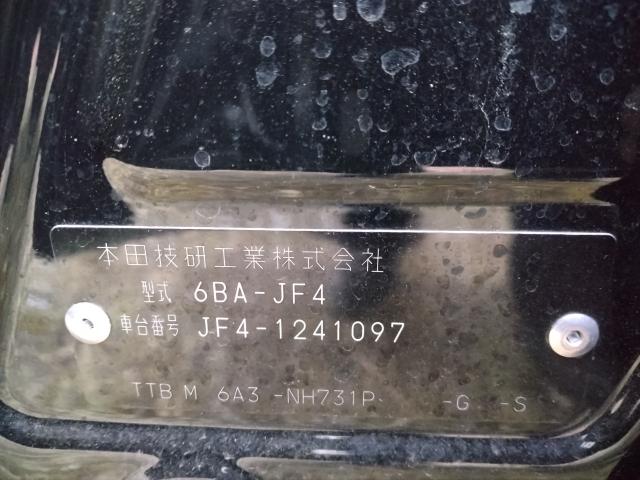 本田技研工業株式会社
型式 6BA-JF4
車台番号 JF4-1241097
TTB M 6A3 -NH731P -G -S